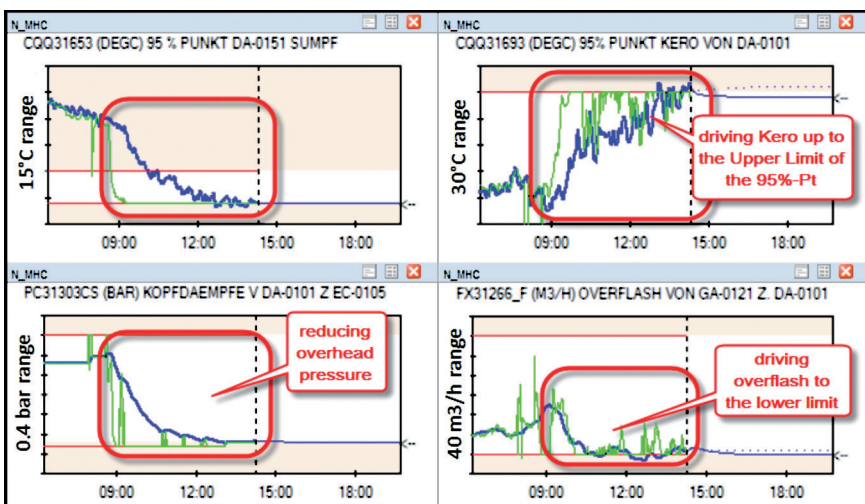 N_MHC
CQQ31653 (DEGC) 95 % PUNKT DA-0151 SUMPF
15°C range
09:00 12:00 15:00 18:00
N_MHC
CQQ31693 (DEGC) 95% PUNKT KERO VON DA-0101
30°C range
driving Kero up to
the Upper Limit of
the 95%-Pt
09:00 12:00 15:00 18:00
N_MHC
PC31303CS (BAR) KOPFDAEMPFE V DA-0101 Z EC-0105
0.4 bar range
reducing
overhead
pressure
09:00 12:00 15:00 18:00
N_MHC
FX31266_F (M3/H) OVERFLASH VON GA-0121 Z. DA-0101
40 m3/h range
driving
overflash to
the lower limit
09:00 12:00 15:00 18:00